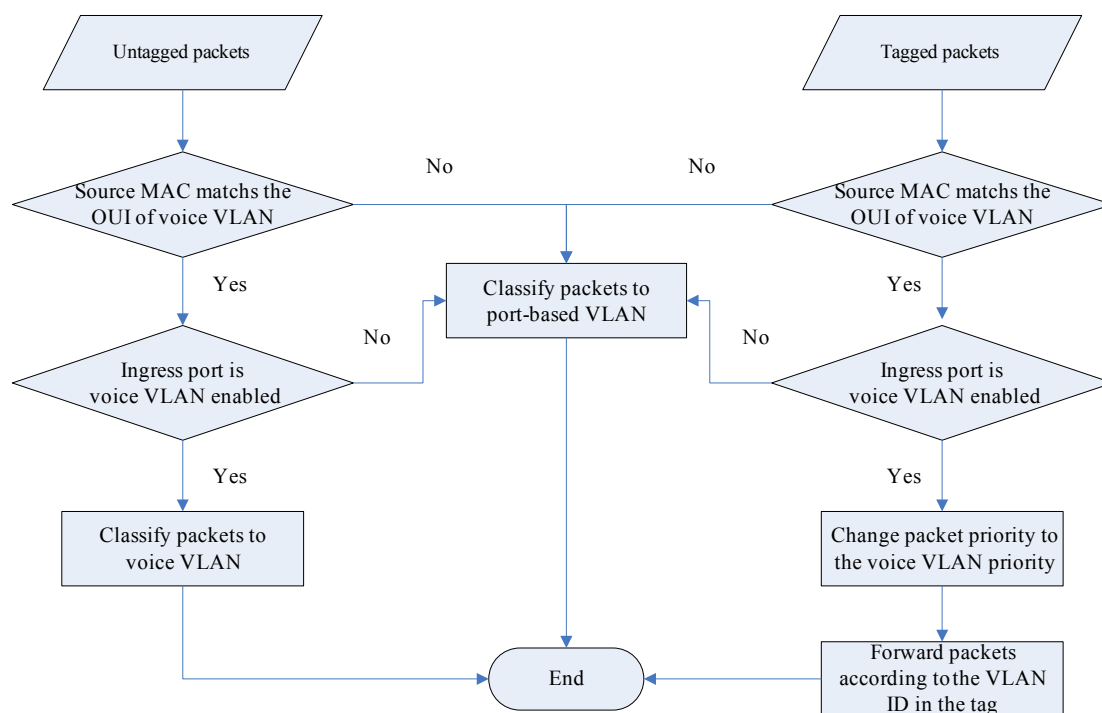 Untagged packets
Tagged packets
No
No
Source MAC matchs the
OUI of voice VLAN
Source MAC matchs the
OUI of voice VLAN
Yes
Classify packets to
port-based VLAN
Yes
No
No
Ingress port is
voice VLAN enabled
Ingress port is
voice VLAN enabled
Yes
Yes
Classify packets to
voice VLAN
Change packet priority to
the voice VLAN priority
End
Forward packets
according to the VLAN
ID in the tag